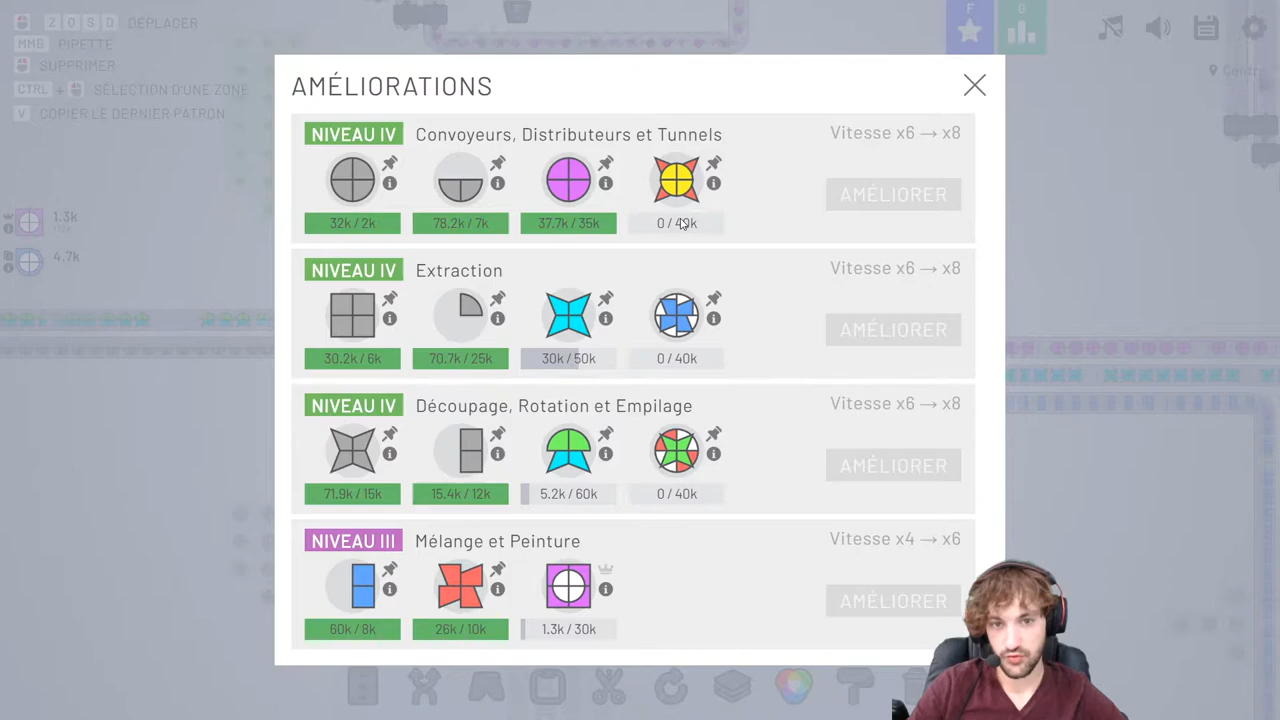 Z Q S D DÉPLACER
MMB PIPETTE
SUPPRIMER
CTRL + SÉLECTION D'UNE ZONE
V COPIER LE DERNIER PATRON
F
G
1.3k
4.7k
AMÉLIORATIONS
NIVEAU IV Convoyeurs, Distributeurs et Tunnels Vitesse x6 → x8
AMÉLIORER
32k / 2k 78.2k / 7k 37.7k / 35k 0 / 40k
NIVEAU IV Extraction Vitesse x6 → x8
AMÉLIORER
30.2k / 6k 70.7k / 25k 30k / 50k 0 / 40k
NIVEAU IV Découpage, Rotation et Empilage Vitesse x6 → x8
AMÉLIORER
71.9k / 15k 15.4k / 12k 5.2k / 60k 0 / 40k
NIVEAU III Mélange et Peinture Vitesse x4 → x6
AMÉLIORER
60k / 8k 26k / 10k 1.3k / 30k